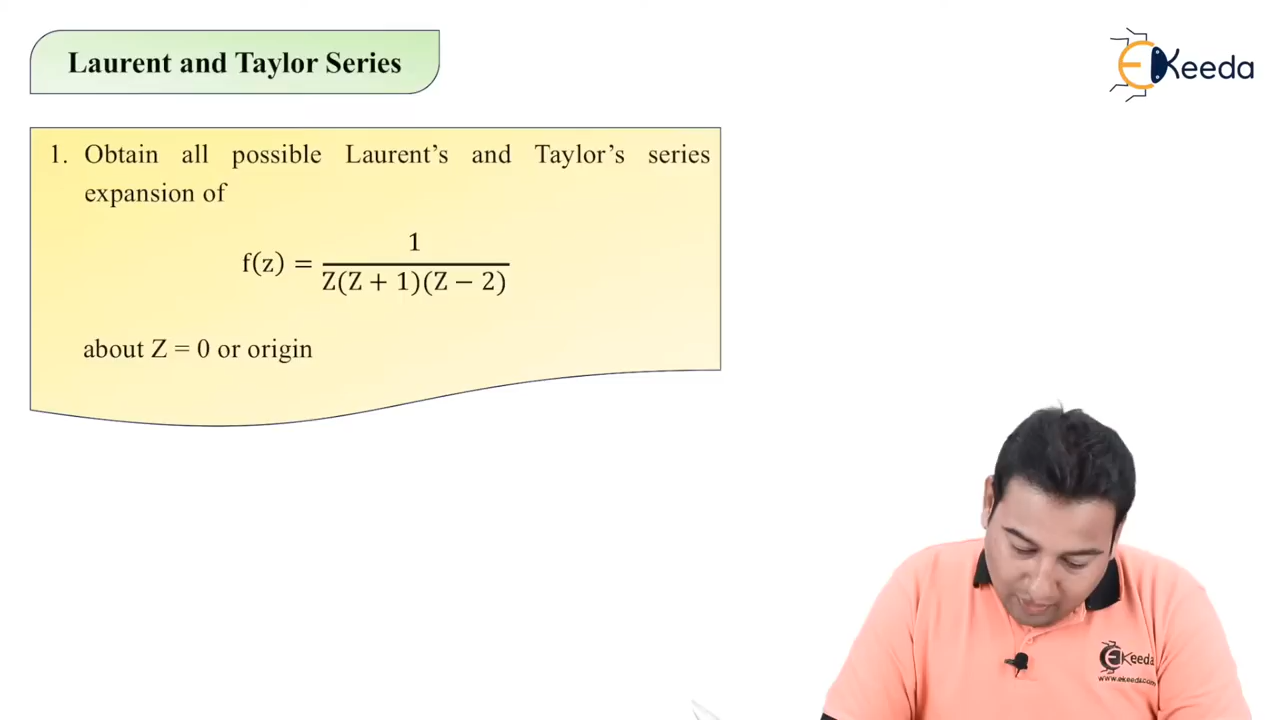 Laurent and Taylor Series
EKeeda
1. Obtain all possible Laurent’s and Taylor’s series
expansion of
f(z) = 1 / Z(Z + 1)(Z − 2)
about Z = 0 or origin
EKeeda
www.ekeeda.com